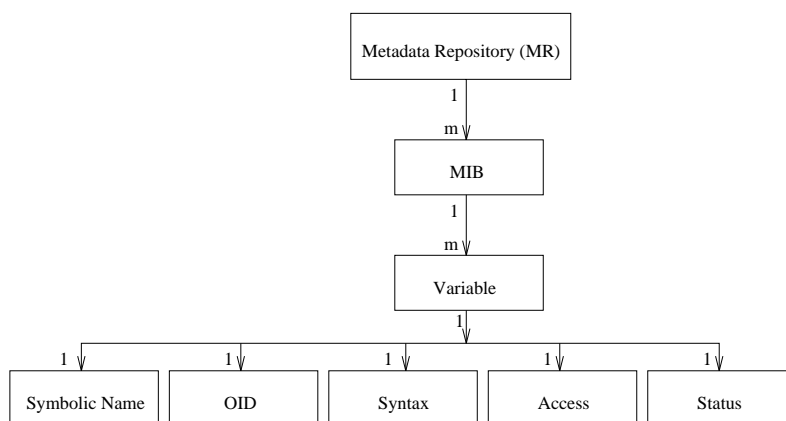 Metadata Repository (MR)
1
m
MIB
1
m
Variable
1
1 1 1 1 1
Symbolic Name OID Syntax Access Status